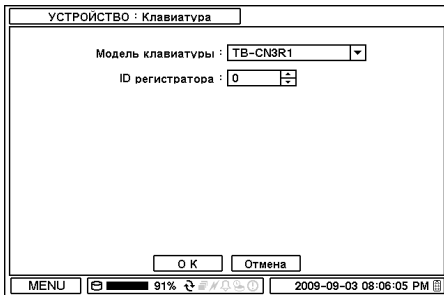 УСТРОЙСТВО : Клавиатура
Модель клавиатуры : TB-CN3R1
ID регистратора : 0
O K Отмена
MENU 91% 2009-09-03 08:06:05 PM